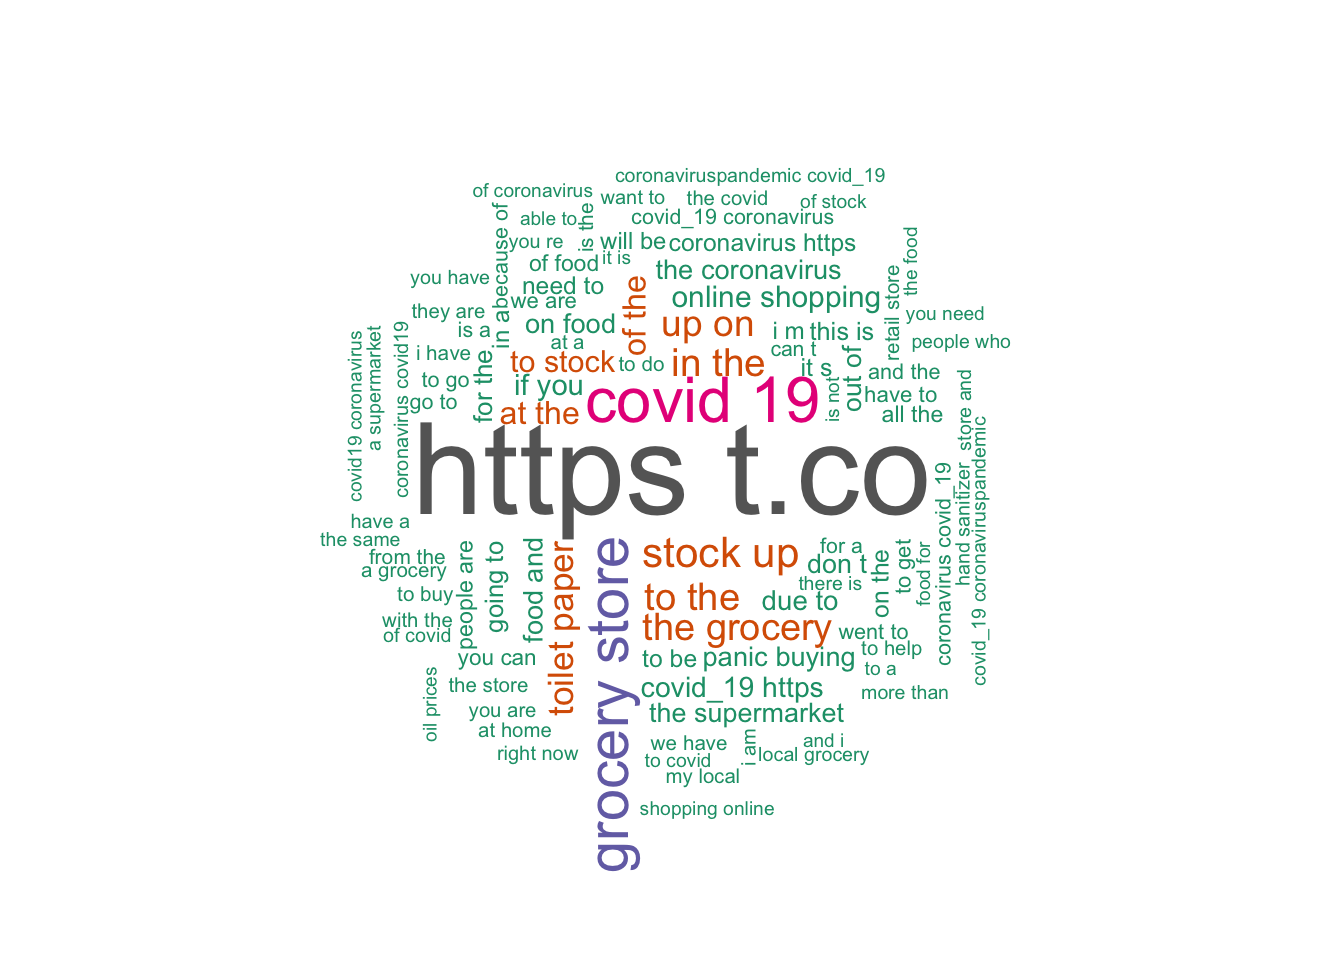 coronaviruspandemic covid_19
of coronavirus
want to
the covid
of stock
able to
is the
covid_19 coronavirus
because of
you re
will be
coronavirus https
it is
the food
of food
the coronavirus
you have
need to
in a
we are
of the
online shopping
retail store
they are
is a
on food
up on
i m
this is
you need
people who
at a
can t
i have
for the
to stock
to do
in the
it s
out of
and the
covid19 coronavirus
a supermarket
coronavirus covid19
to go
if you
covid 19
is not
have to
go to
at the
all the
store and
https t.co
have a
the same
from the
a grocery
people are
going to
food and
toilet paper
grocery store
stock up
for a
don t
on the
to get
food for
coronavirus covid_19
hand sanitizer
covid_19 coronaviruspandemic
there is
to buy
to the
due to
with the
of covid
the grocery
went to
you can
to be
panic buying
to help
to a
oil prices
the store
covid_19 https
more than
you are
the supermarket
at home
right now
we have
to covid
i am
and i
local grocery
my local
shopping online